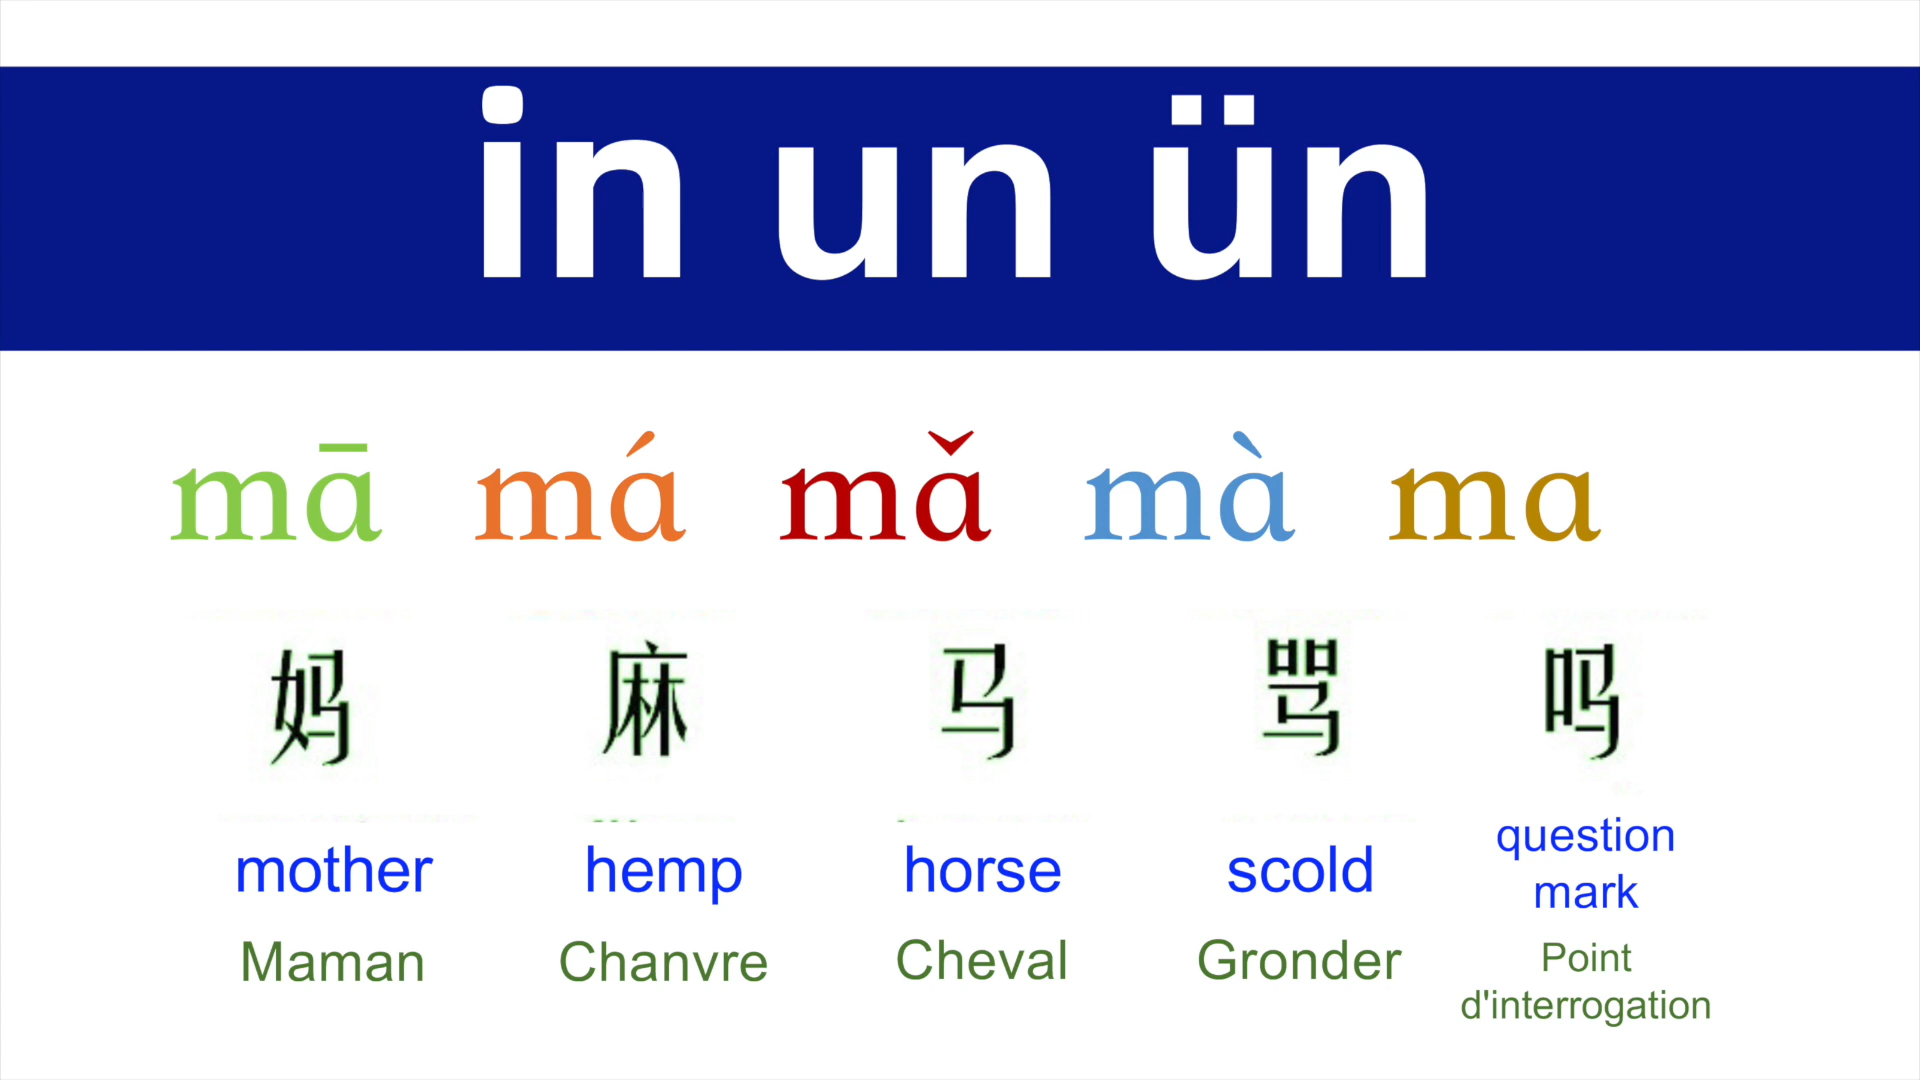 in un ün
mā má mǎ mà ma
妈 麻 马 骂 吗
mother hemp horse scold question mark
Maman Chanvre Cheval Gronder Point d'interrogation